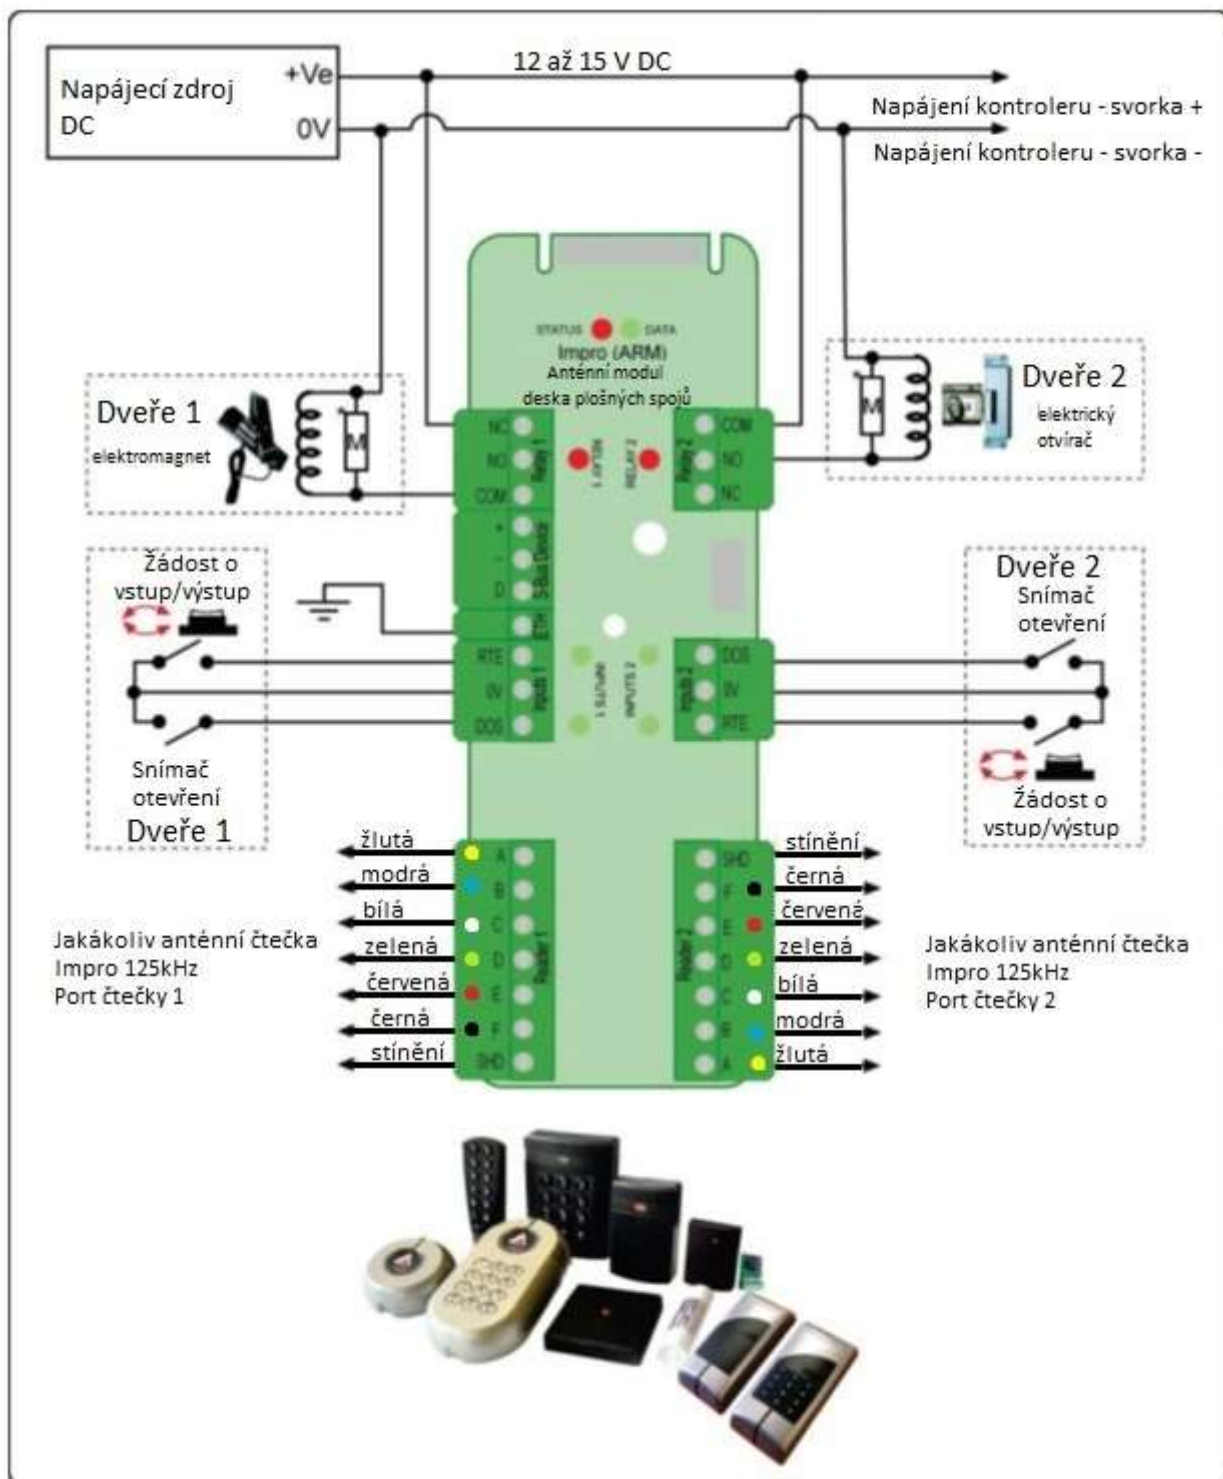 Napájecí zdroj
DC
+Ve
0V
12 až 15 V DC
Napájení kontroleru - svorka +
Napájení kontroleru - svorka -
STATUS
DATA
Impro (ARM)
Anténní modul
deska plošných spojů
Dveře 1
elektromagnet
Dveře 2
elektrický
otvírač
M
M
NC
NO
COM
Relay 1
RELAY 1
RELAY 2
Relay 2
COM
NO
NC
+
-
D
S-Bus Device
ETH
Žádost o
vstup/výstup
Snímač
otevření
Dveře 1
RTE
0V
DOS
Inputs 1
INPUTS 1
INPUTS 2
Inputs 2
DOS
0V
RTE
Dveře 2
Snímač
otevření
Žádost o
vstup/výstup
žlutá
modrá
bílá
zelená
červená
černá
stínění
A
B
C
D
E
F
SHD
Reader 1
Jakákoliv anténní čtečka
Impro 125kHz
Port čtečky 1
Reader 2
SHD
F
E
D
C
B
A
stínění
černá
červená
zelená
bílá
modrá
žlutá
Jakákoliv anténní čtečka
Impro 125kHz
Port čtečky 2